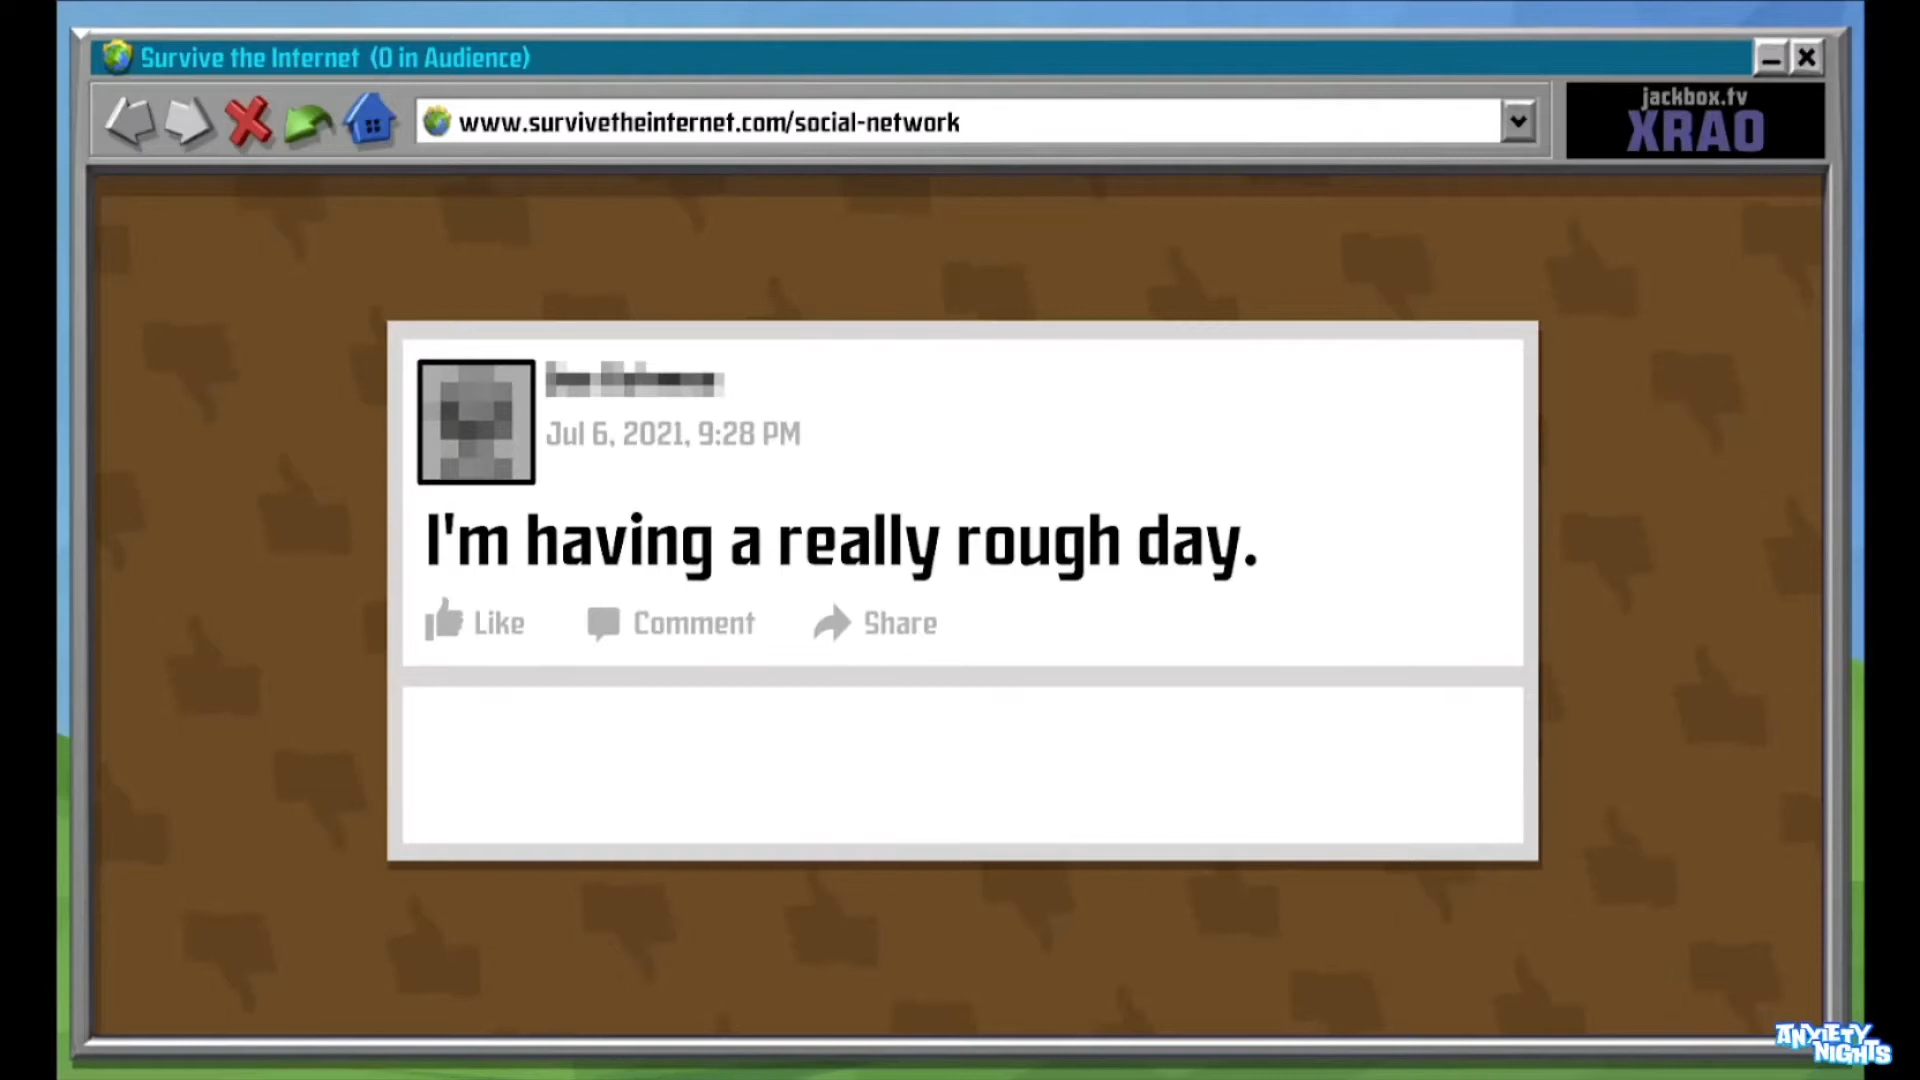 Survive the Internet (0 in Audience)
www.survivetheinternet.com/social-network
jackbox.tv
XRAO
Jul 6, 2021, 9:28 PM
I'm having a really rough day.
Like
Comment
Share
ANXIETY
NIGHTS